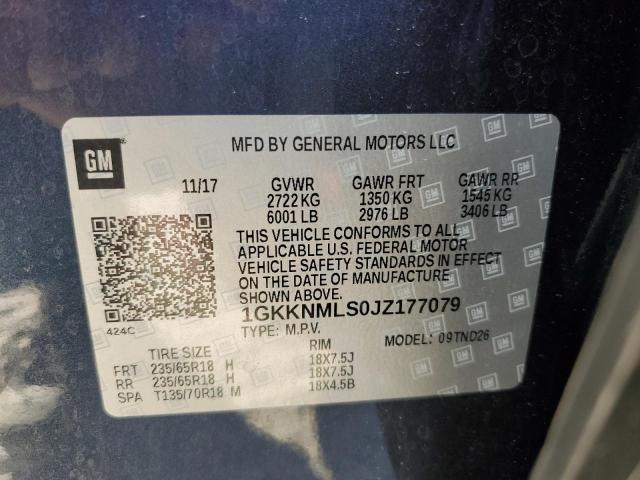 GM
MFD BY GENERAL MOTORS LLC
11/17 GVWR GAWR FRT GAWR RR
2722 KG 1350 KG 1545 KG
6001 LB 2976 LB 3406 LB
THIS VEHICLE CONFORMS TO ALL
APPLICABLE U.S. FEDERAL MOTOR
VEHICLE SAFETY STANDARDS IN EFFECT
ON THE DATE OF MANUFACTURE
SHOWN ABOVE.
424C 1GKKNMLS0JZ177079
TYPE: M.P.V. MODEL: 09TND26
TIRE SIZE RIM
FRT 235/65R18 H 18X7.5J
RR 235/65R18 H 18X7.5J
SPA T135/70R18 M 18X4.5B